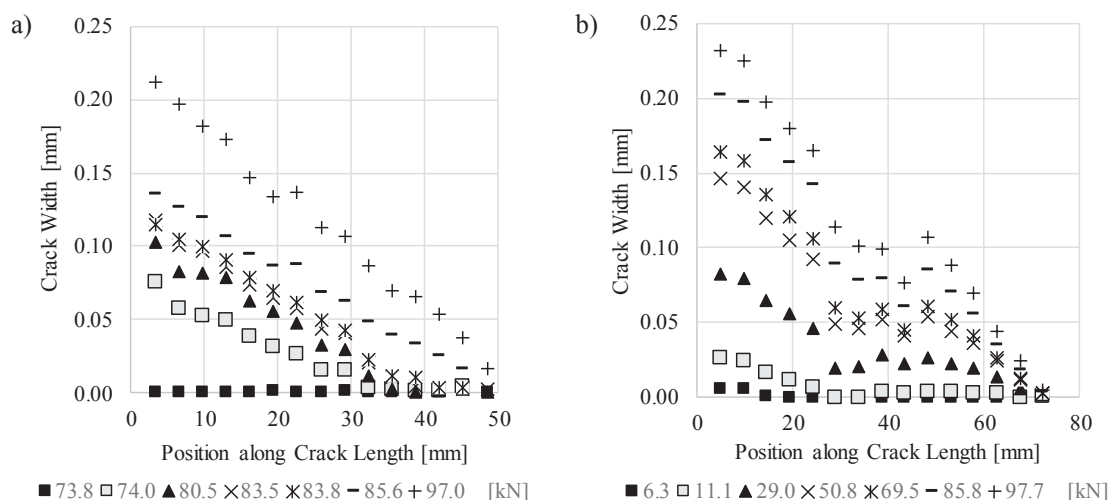 a)
Crack Width [mm]
0.25
0.20
0.15
0.10
0.05
0.00
0 10 20 30 40 50
Position along Crack Length [mm]
73.8 74.0 80.5 83.5 83.8 85.6 97.0 [kN]
b)
Crack Width [mm]
0.25
0.20
0.15
0.10
0.05
0.00
0 20 40 60 80
Position along Crack Length [mm]
6.3 11.1 29.0 50.8 69.5 85.8 97.7 [kN]